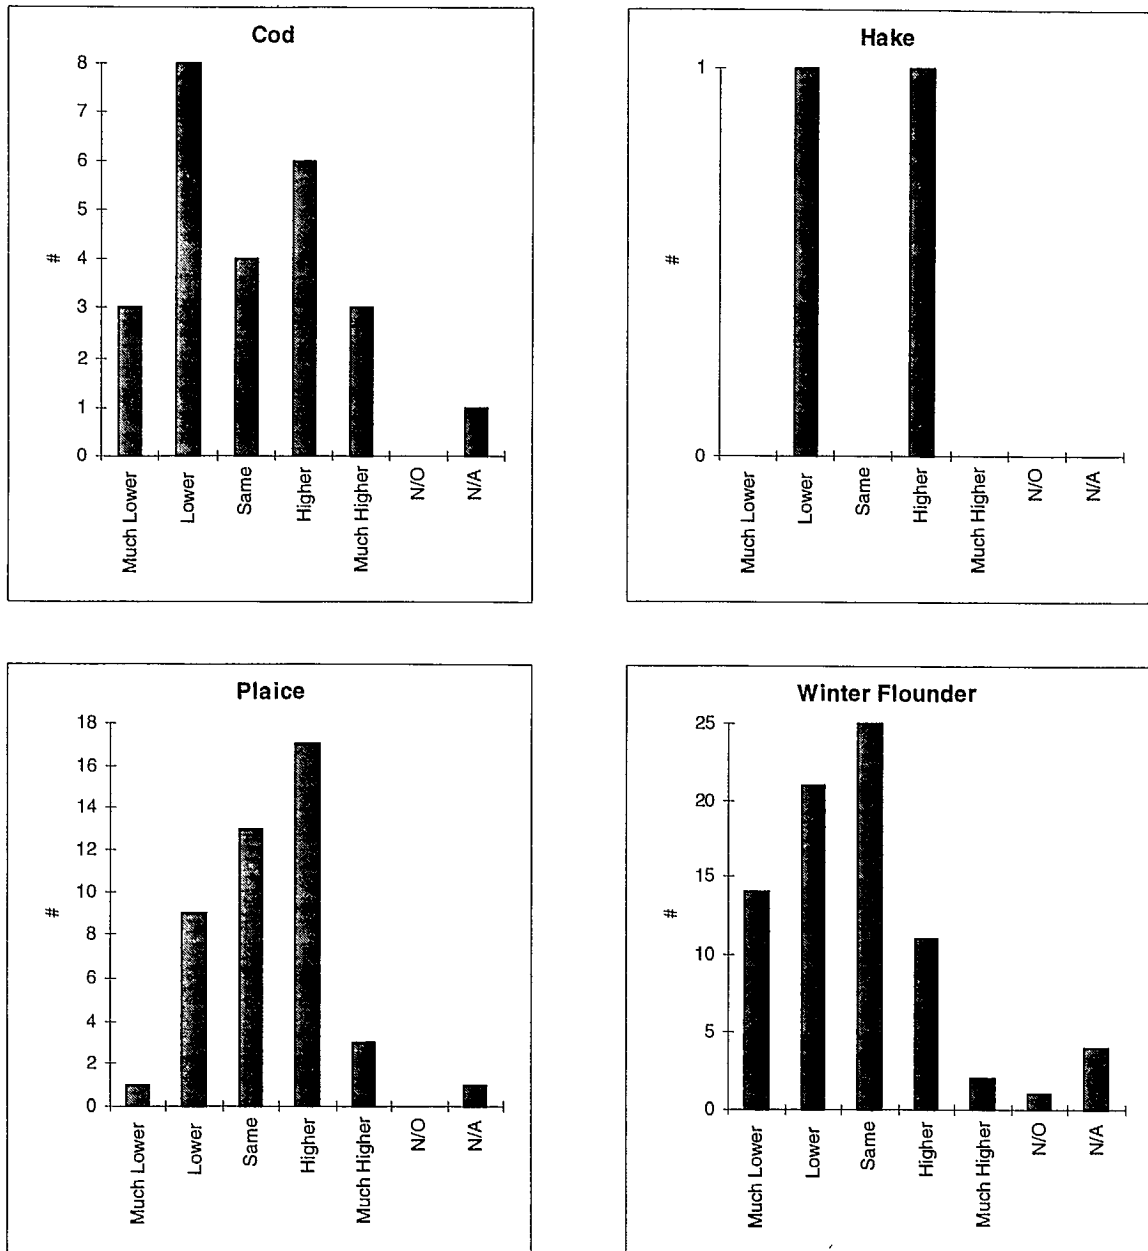 Cod
8
7
6
5
4
3
2
1
0
#
Much Lower
Lower
Same
Higher
Much Higher
N/O
N/A
Hake
1
0
#
Much Lower
Lower
Same
Higher
Much Higher
N/O
N/A
Plaice
18
16
14
12
10
8
6
4
2
0
#
Much Lower
Lower
Same
Higher
Much Higher
N/O
N/A
Winter Flounder
25
20
15
10
5
0
#
Much Lower
Lower
Same
Higher
Much Higher
N/O
N/A